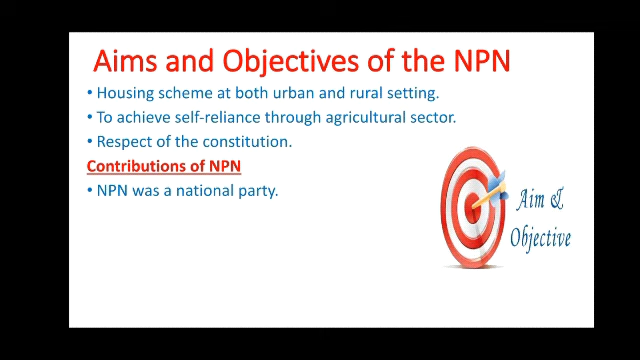 Aims and Objectives of the NPN
• Housing scheme at both urban and rural setting.
• To achieve self-reliance through agricultural sector.
• Respect of the constitution.
Contributions of NPN
• NPN was a national party.
Aim &
Objective